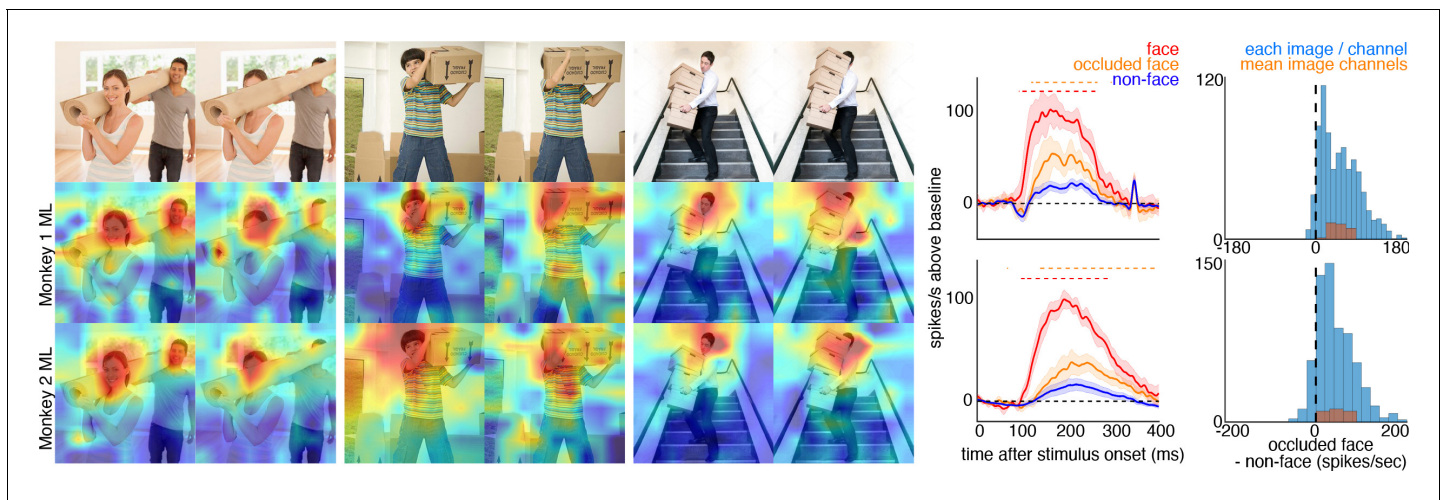 Monkey 1 ML
Monkey 2 ML
face
occluded face
non-face
100
0
100
0
0
100
200
300
400
spikes/s above baseline
time after stimulus onset (ms)
each image / channel
mean image channels
120
0
-180
0
180
150
0
-200
0
200
occluded face
- non-face (spikes/sec)